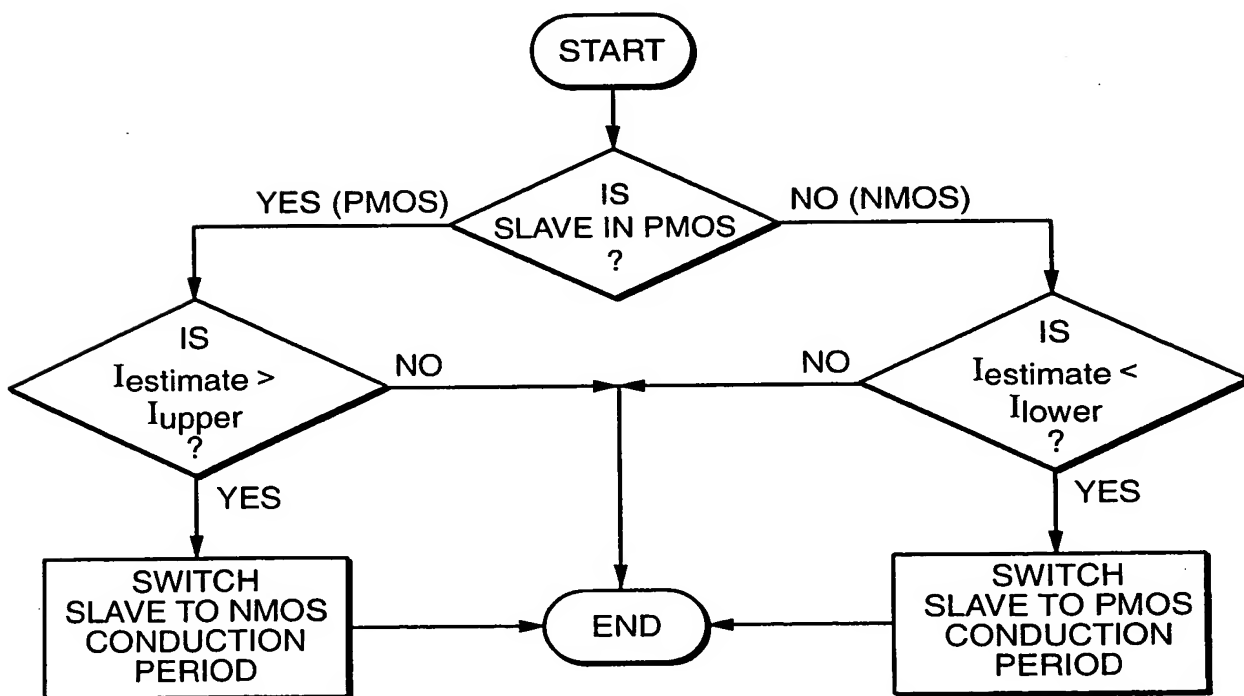 START
IS
SLAVE IN PMOS
?
YES (PMOS)
NO (NMOS)
IS
Iestimate >
Iupper
?
NO
YES
IS
Iestimate <
Ilower
?
NO
YES
SWITCH
SLAVE TO NMOS
CONDUCTION
PERIOD
END
SWITCH
SLAVE TO PMOS
CONDUCTION
PERIOD